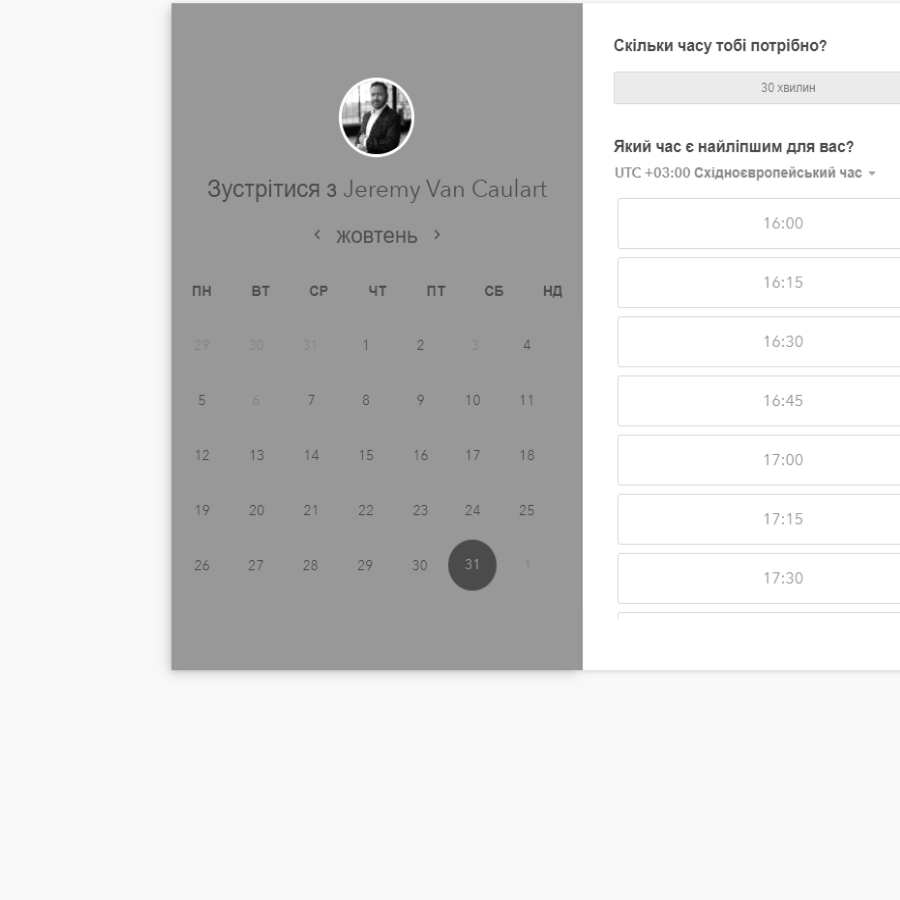 Зустрітися з Jeremy Van Caulart
жовтень
ПН ВТ СР ЧТ ПТ СБ НД
29 30 31 1 2 3 4
5 6 7 8 9 10 11
12 13 14 15 16 17 18
19 20 21 22 23 24 25
26 27 28 29 30 31 1
Скільки часу тобі потрібно?
30 хвилин
Який час є найліпшим для вас?
UTC +03:00 Східноєвропейський час
16:00
16:15
16:30
16:45
17:00
17:15
17:30